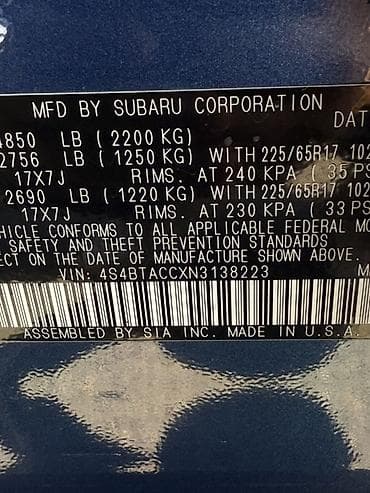 MFD BY SUBARU CORPORATION DAT
4850 LB ( 2200 KG)
2756 LB ( 1250 KG) WITH 225/65R17 102
17X7J RIMS. AT 240 KPA ( 35 PS
2690 LB ( 1220 KG) WITH 225/65R17 102
17X7J RIMS. AT 230 KPA ( 33 PS
HICLE CONFORMS TO ALL APPLICABLE FEDERAL MO
SAFETY AND THEFT PREVENTION STANDARDS
ECT ON THE DATE OF MANUFACTURE SHOWN ABOVE.
VIN: 4S4BTACCXN3138223 M
ASSEMBLED BY SIA INC. MADE IN U.S.A.